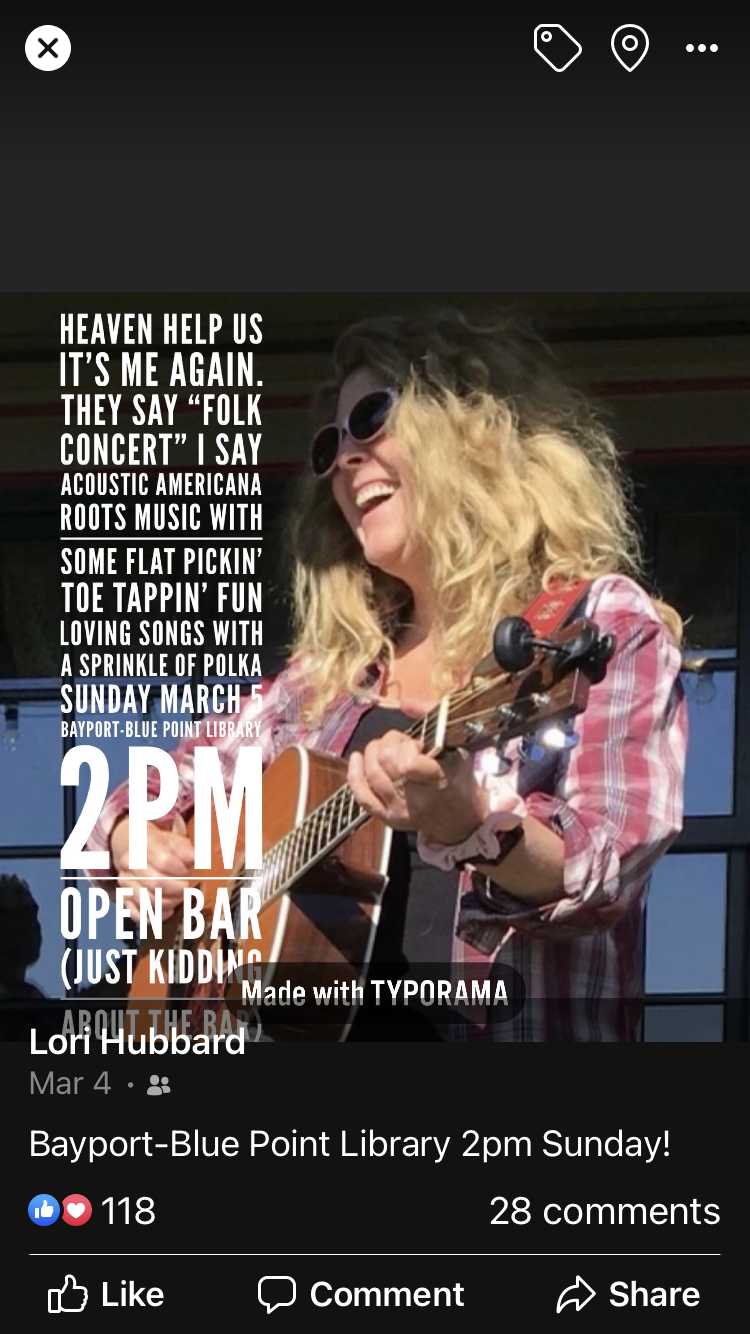 HEAVEN HELP US
IT'S ME AGAIN.
THEY SAY “FOLK
CONCERT” I SAY
ACOUSTIC AMERICANA
ROOTS MUSIC WITH
SOME FLAT PICKIN'
TOE TAPPIN' FUN
LOVING SONGS WITH
A SPRINKLE OF POLKA
SUNDAY MARCH 5
BAYPORT-BLUE POINT LIBRARY
2PM
OPEN BAR
(JUST KIDDING
Made with TYPORAMA
ABOUT THE BAR)
Lori Hubbard
Mar 4 ·
Bayport-Blue Point Library 2pm Sunday!
118 28 comments
Like Comment Share